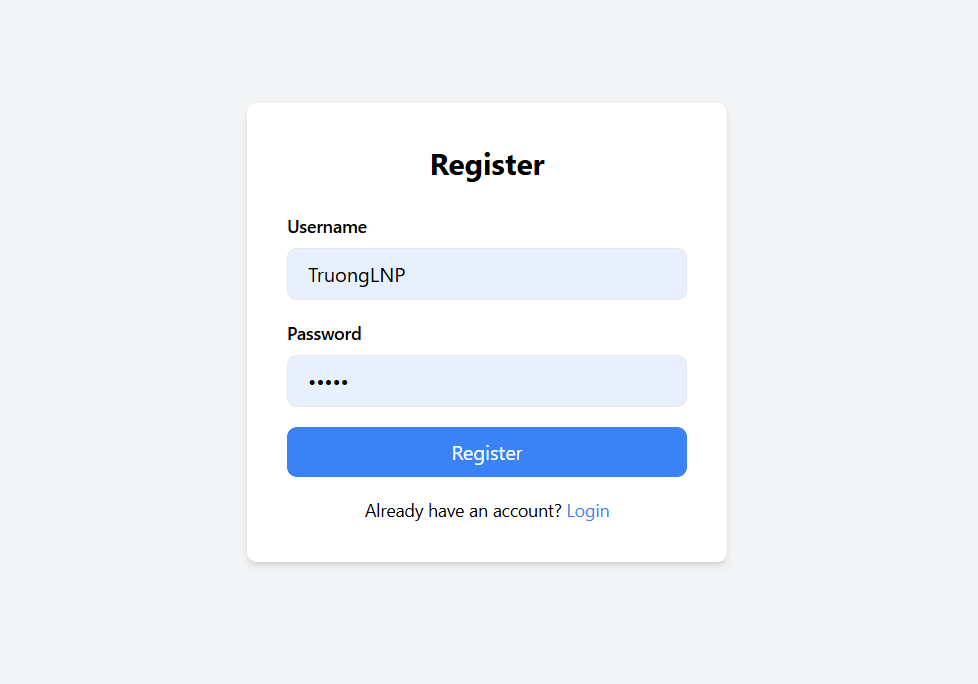 Register
Username
TruongLNP
Password
•••••
Register
Already have an account? Login